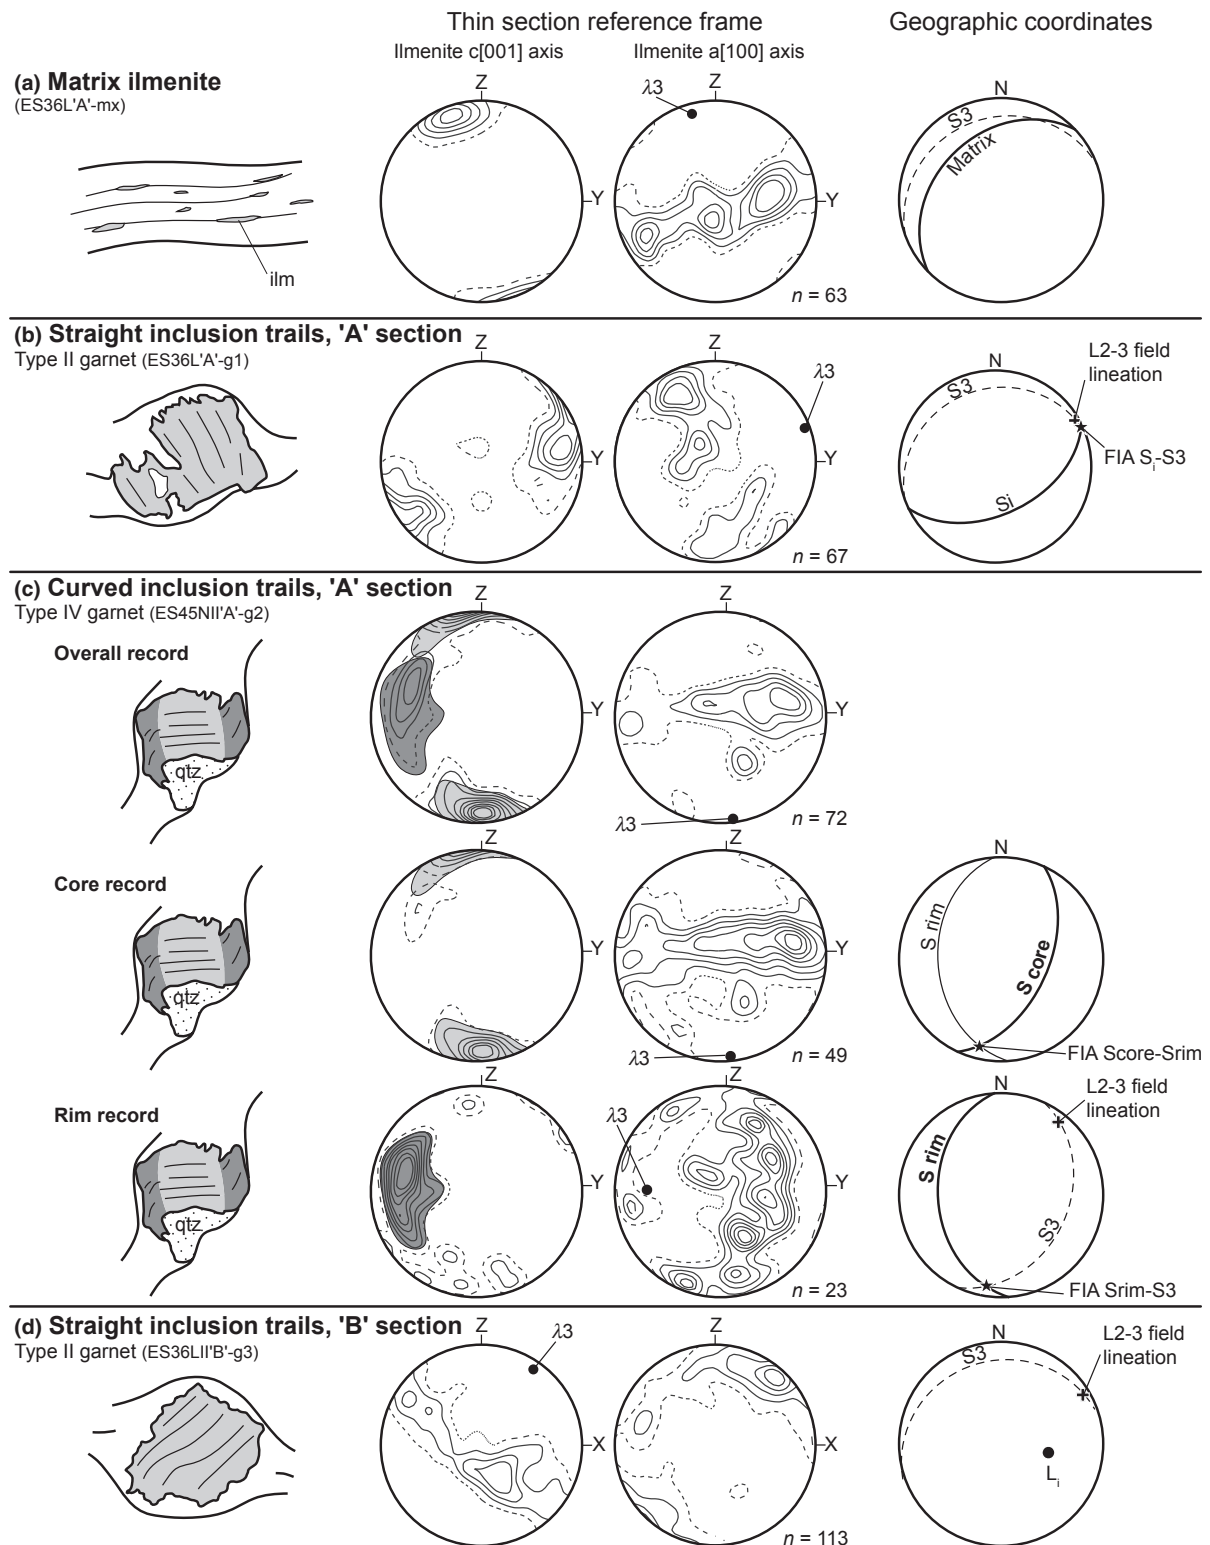 Thin section reference frame
Geographic coordinates
Ilmenite c[001] axis
Ilmenite a[100] axis
(a) Matrix ilmenite
(ES36L'A'-mx)
Z
λ3
Z
N
S3
Matrix
Y
Y
ilm
n = 63
(b) Straight inclusion trails, 'A' section
Type II garnet (ES36L'A'-g1)
Z
Z
λ3
N
L2-3 field
lineation
S3
Y
Y
FIA Si-S3
Si
n = 67
(c) Curved inclusion trails, 'A' section
Type IV garnet (ES45NII'A'-g2)
Z
Z
Overall record
qtz
Y
Y
λ3
n = 72
Core record
Z
Z
N
S rim
S core
qtz
Y
Y
λ3
n = 49
FIA Score-Srim
Rim record
Z
Z
λ3
N
L2-3 field
lineation
S rim
qtz
Y
Y
S3
n = 23
FIA Srim-S3
(d) Straight inclusion trails, 'B' section
Type II garnet (ES36LII'B'-g3)
Z
λ3
Z
N
L2-3 field
lineation
S3
X
X
Li
n = 113